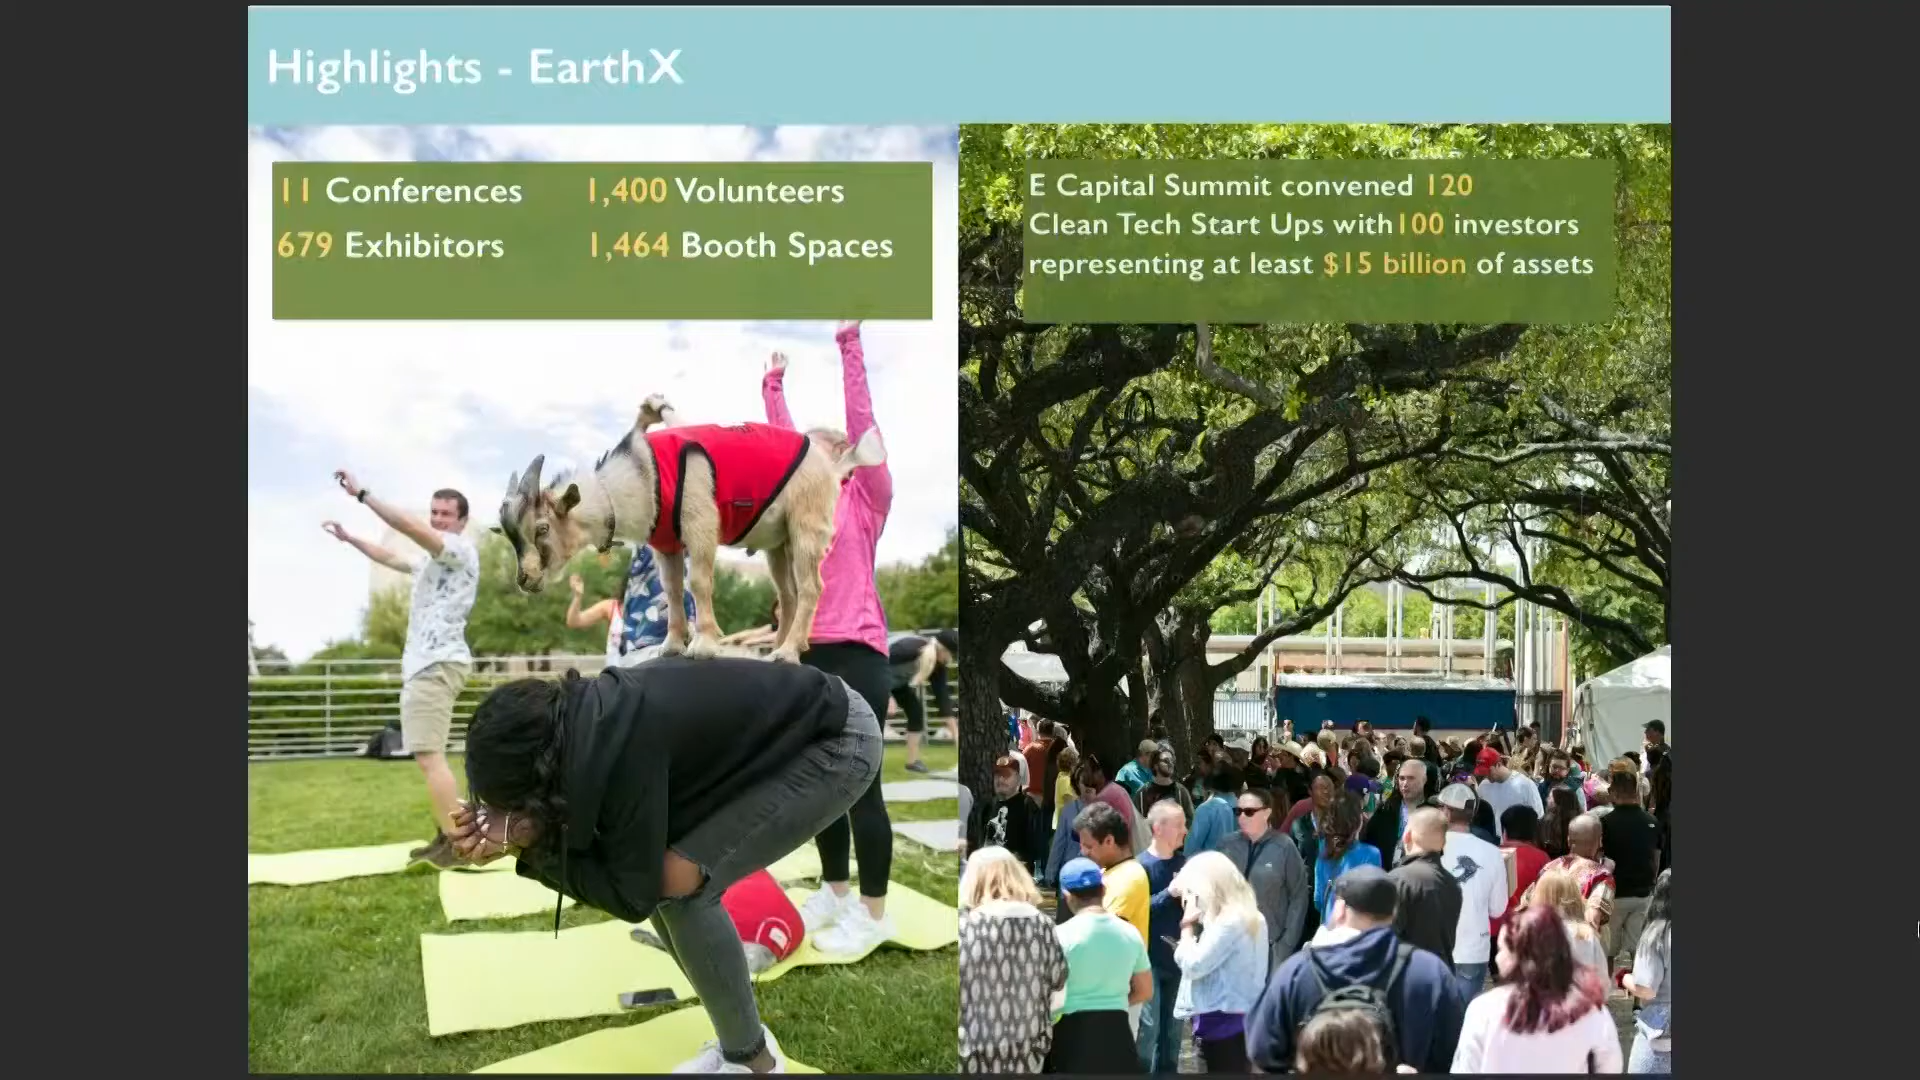 Highlights - EarthX
11 Conferences
1,400 Volunteers
679 Exhibitors
1,464 Booth Spaces
E Capital Summit convened 120
Clean Tech Start Ups with100 investors
representing at least $15 billion of assets